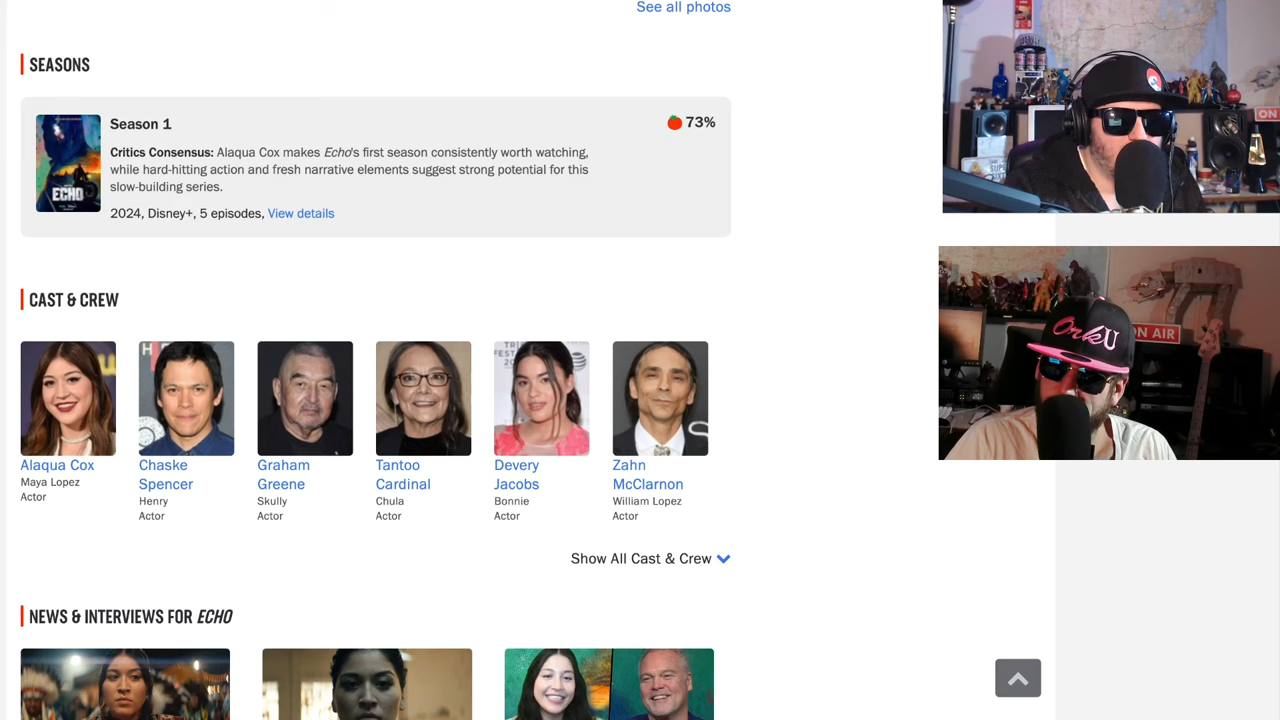 See all photos
SEASONS
Season 1
73%
Critics Consensus: Alaqua Cox makes Echo's first season consistently worth watching,
while hard-hitting action and fresh narrative elements suggest strong potential for this
slow-building series.
2024, Disney+, 5 episodes, View details
ECHO
CAST & CREW
Alaqua Cox
Maya Lopez
Actor
Chaske
Spencer
Henry
Actor
Graham
Greene
Skully
Actor
Tantoo
Cardinal
Chula
Actor
Devery
Jacobs
Bonnie
Actor
Zahn
McClarnon
William Lopez
Actor
Show All Cast & Crew
NEWS & INTERVIEWS FOR ECHO
ON
OrkU
ON AIR